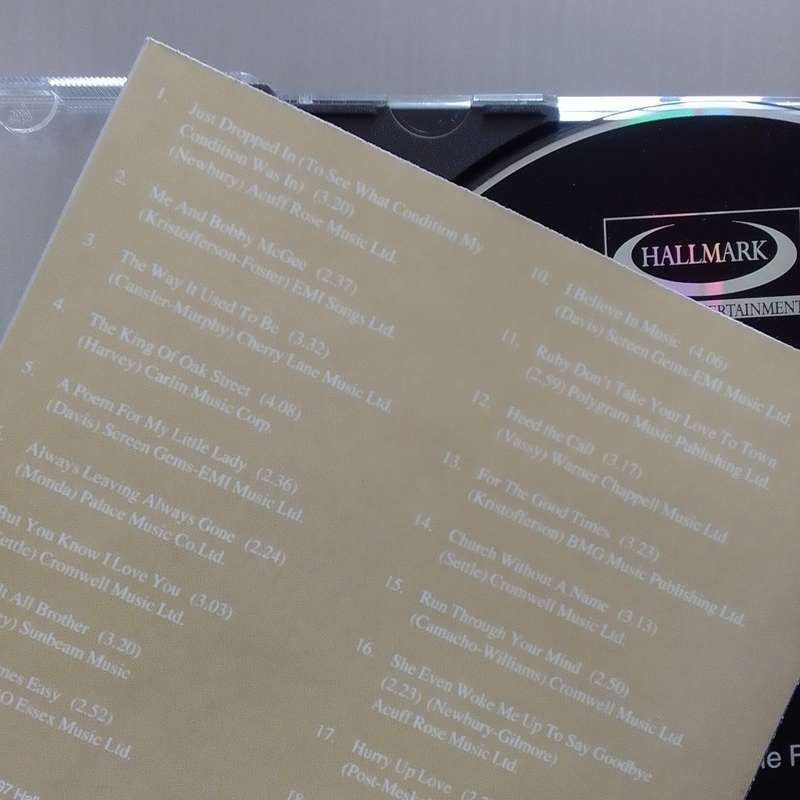 1. Just Dropped In (To See What Condition My
Condition Was In) (3.20)
(Newbury) Acuff Rose Music Ltd.
2. Me And Bobby McGee (2.37)
(Kristofferson-Foster) EMI Songs Ltd.
3. The Way It Used To Be (3.32)
(Cansler-Murphy) Cherry Lane Music Ltd.
4. The King Of Oak Street (4.08)
(Harvey) Carlin Music Corp.
5. A Poem For My Little Lady (2.36)
(Davis) Screen Gems-EMI Music Ltd.
Always Leaving Always Gone (2.24)
(Monda) Palace Music Co.Ltd.
But You Know I Love You (3.03)
Cromwell Music Ltd.
All Brother (3.20)
Sunbeam Music
Easy (2.52)
Essex Music Ltd.
10. I Believe In Music (4.06)
(Davis) Screen Gems-EMI Music Ltd.
11. Ruby Don't Take Your Love To Town
(2.59) Polygram Music Publishing Ltd.
12. Heed the Call (3.17)
(Vassy) Warner Chappell Music Ltd.
13. For The Good Times (3.23)
(Kristofferson) BMG Music Publishing Ltd.
14. Church Without A Name (3.13)
(Settle) Cromwell Music Ltd.
15. Run Through Your Mind (2.50)
(Camacho-Williams) Cromwell Music Ltd.
16. She Even Woke Me Up To Say Goodbye
(2.23) (Newbury-Gilmore)
Acuff Rose Music Ltd.
17. Hurry Up Love
HALLMARK